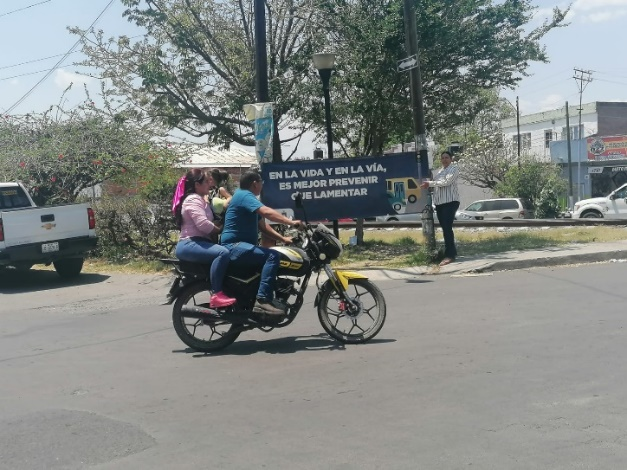 EN LA VIDA Y EN LA VÍA,
ES MEJOR PREVENIR
QUE LAMENTAR